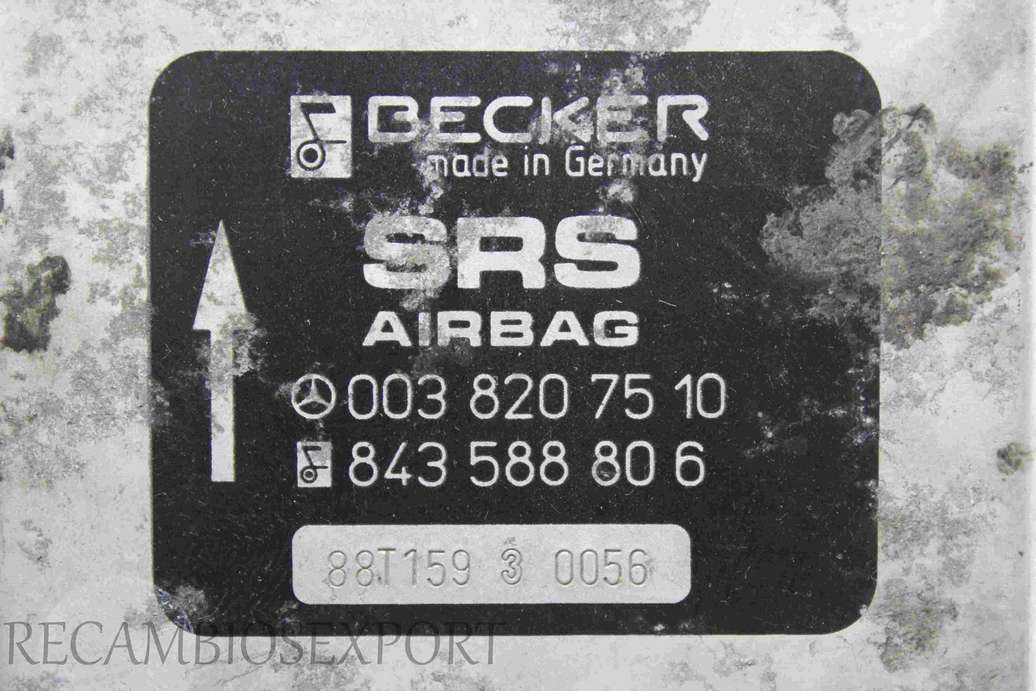 BECKER
made in Germany
SRS
AIRBAG
003 820 75 10
843 588 80 6
88T159 3 0056
RECAMBIOSEXPORT